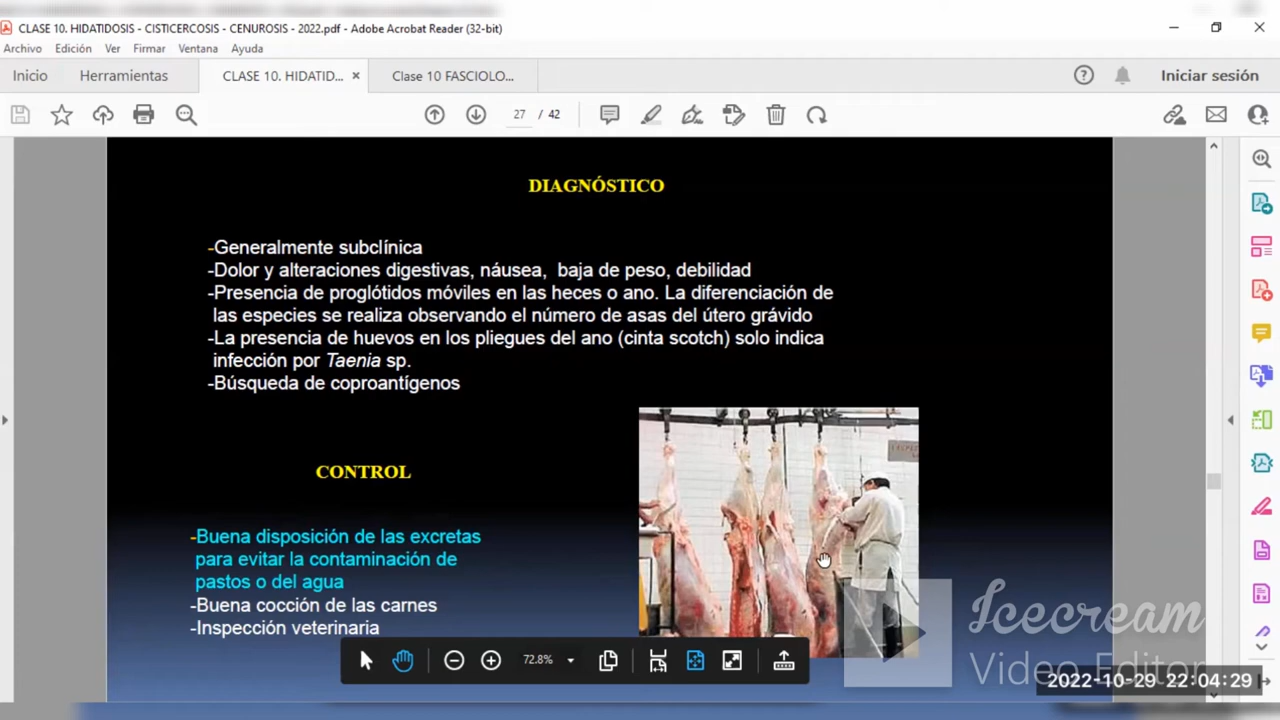 CLASE 10. HIDATIDOSIS - CISTICERCOSIS - CENUROSIS - 2022.pdf - Adobe Acrobat Reader (32-bit)
Archivo Edición Ver Firmar Ventana Ayuda
Inicio Herramientas CLASE 10. HIDATID... × Clase 10 FASCIOLO... Iniciar sesión
27 / 42
DIAGNÓSTICO
-Generalmente subclínica
-Dolor y alteraciones digestivas, náusea, baja de peso, debilidad
-Presencia de proglótidos móviles en las heces o ano. La diferenciación de
las especies se realiza observando el número de asas del útero grávido
-La presencia de huevos en los pliegues del ano (cinta scotch) solo indica
infección por Taenia sp.
-Búsqueda de coproantígenos
CONTROL
-Buena disposición de las excretas
para evitar la contaminación de
pastos o del agua
-Buena cocción de las carnes
-Inspección veterinaria
72.8%
Icecream
Video Editor
2022-10-29 22:04:29